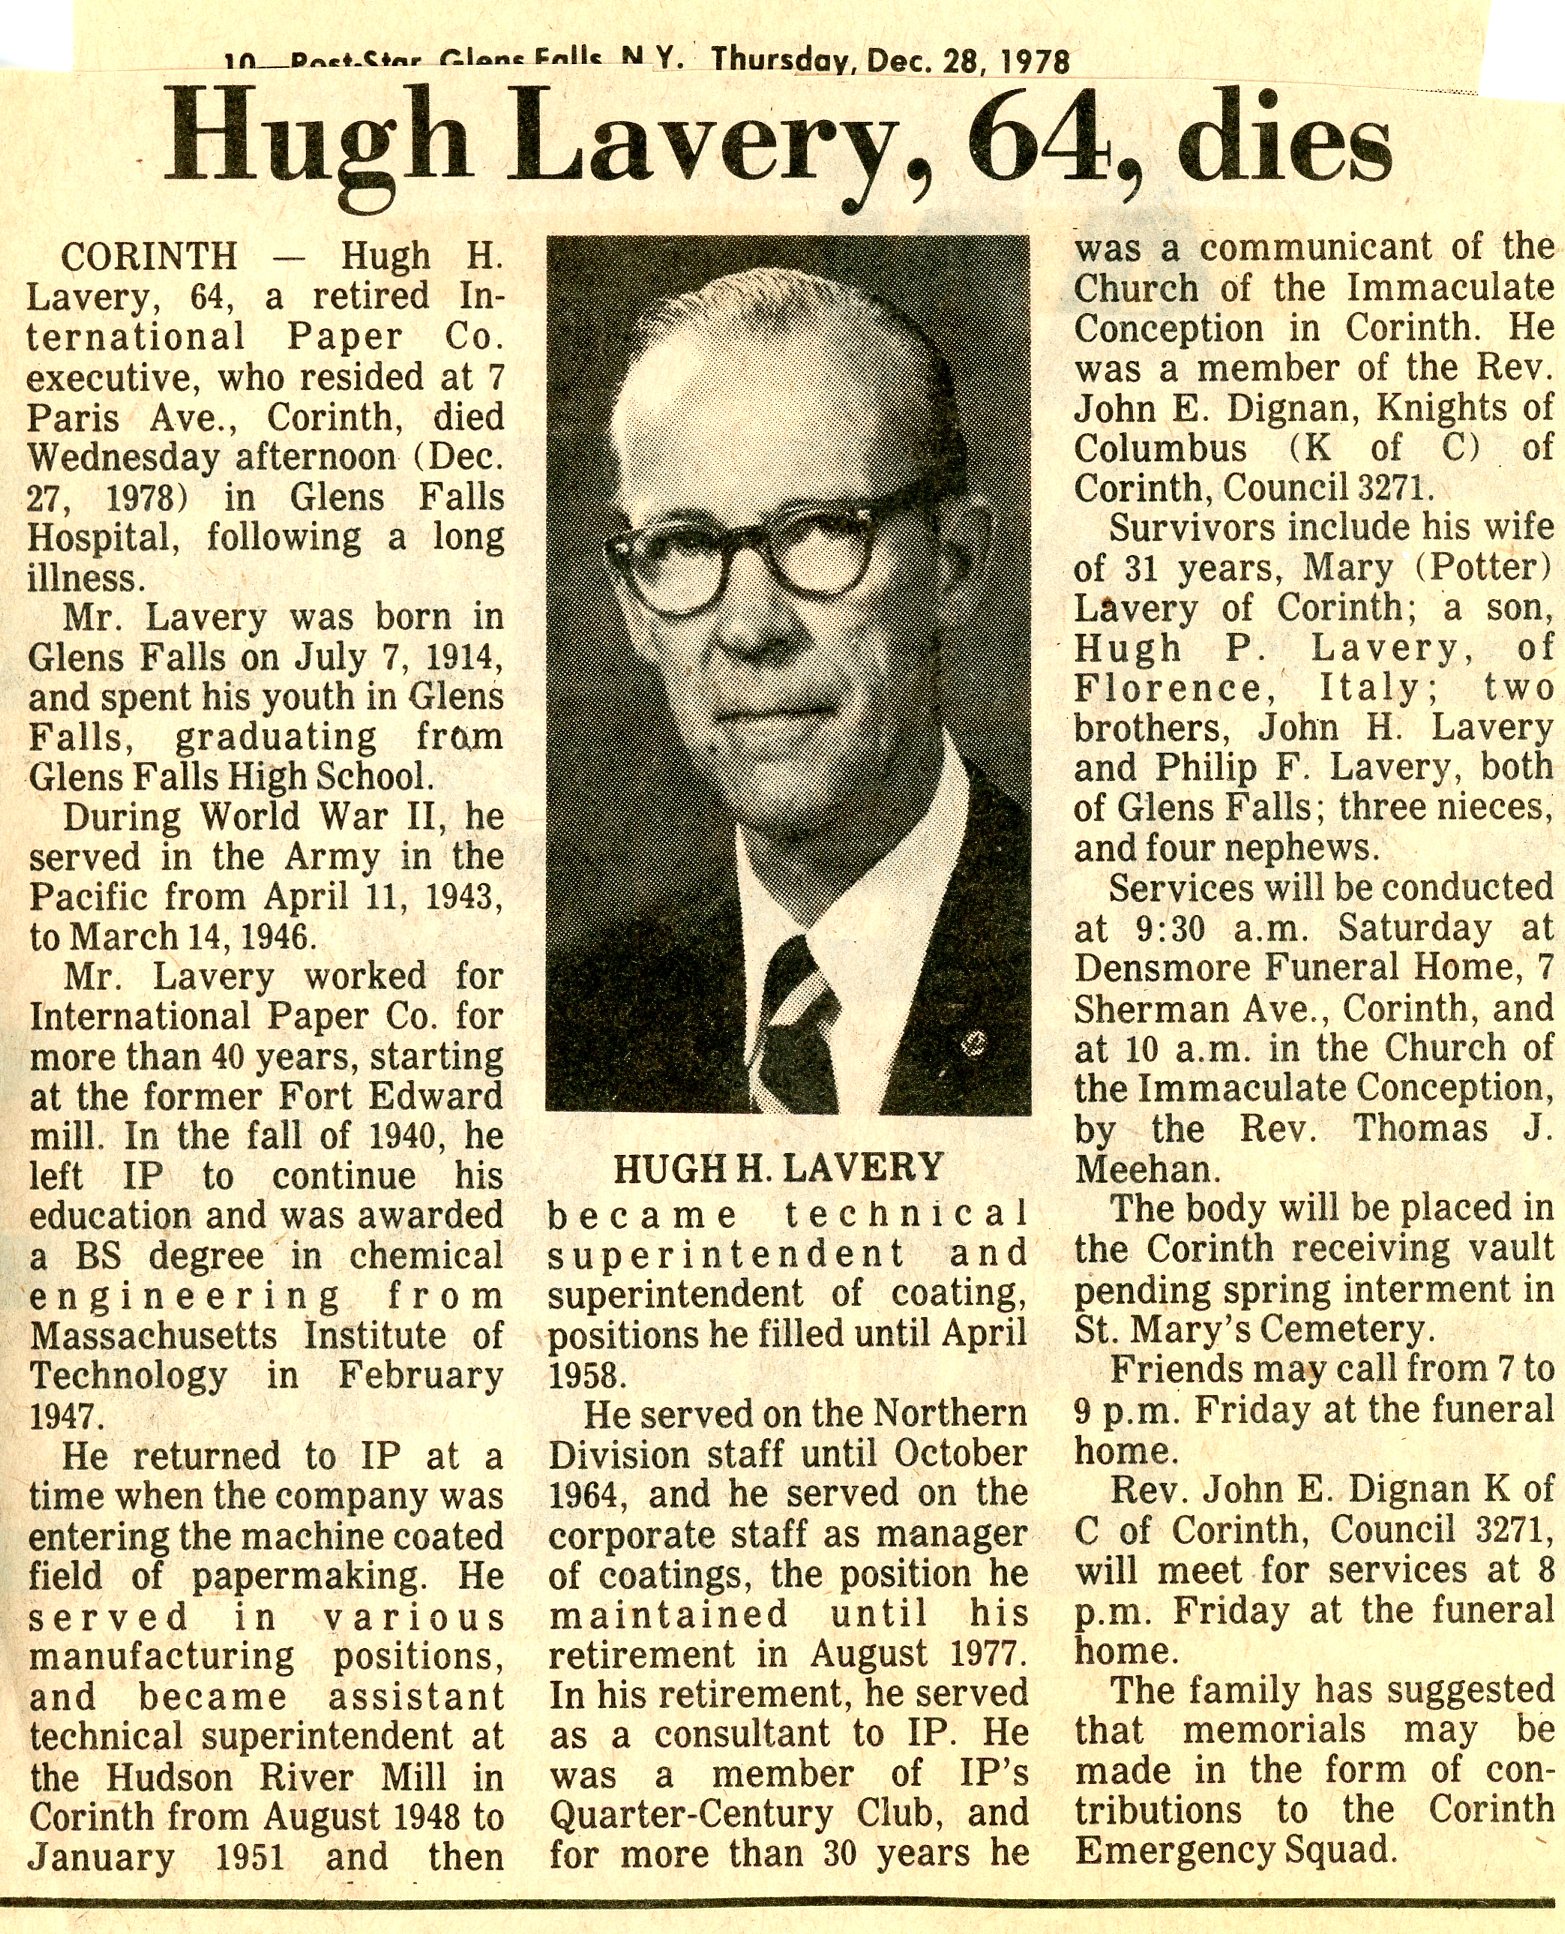 10—Post-Star, Glens Falls, N.Y. Thursday, Dec. 28, 1978
Hugh Lavery, 64, dies
CORINTH — Hugh H.
Lavery, 64, a retired In-
ternational Paper Co.
executive, who resided at 7
Paris Ave., Corinth, died
Wednesday afternoon (Dec.
27, 1978) in Glens Falls
Hospital, following a long
illness.
Mr. Lavery was born in
Glens Falls on July 7, 1914,
and spent his youth in Glens
Falls, graduating from
Glens Falls High School.
During World War II, he
served in the Army in the
Pacific from April 11, 1943,
to March 14, 1946.
Mr. Lavery worked for
International Paper Co. for
more than 40 years, starting
at the former Fort Edward
mill. In the fall of 1940, he
left IP to continue his
education and was awarded
a BS degree in chemical
engineering from
Massachusetts Institute of
Technology in February
1947.
He returned to IP at a
time when the company was
entering the machine coated
field of papermaking. He
served in various
manufacturing positions,
and became assistant
technical superintendent at
the Hudson River Mill in
Corinth from August 1948 to
January 1951 and then
HUGH H. LAVERY
became technical
superintendent and
superintendent of coating,
positions he filled until April
1958.
He served on the Northern
Division staff until October
1964, and he served on the
corporate staff as manager
of coatings, the position he
maintained until his
retirement in August 1977.
In his retirement, he served
as a consultant to IP. He
was a member of IP's
Quarter-Century Club, and
for more than 30 years he
was a communicant of the
Church of the Immaculate
Conception in Corinth. He
was a member of the Rev.
John E. Dignan, Knights of
Columbus (K of C) of
Corinth, Council 3271.
Survivors include his wife
of 31 years, Mary (Potter)
Lavery of Corinth; a son,
Hugh P. Lavery, of
Florence, Italy; two
brothers, John H. Lavery
and Philip F. Lavery, both
of Glens Falls; three nieces,
and four nephews.
Services will be conducted
at 9:30 a.m. Saturday at
Densmore Funeral Home, 7
Sherman Ave., Corinth, and
at 10 a.m. in the Church of
the Immaculate Conception,
by the Rev. Thomas J.
Meehan.
The body will be placed in
the Corinth receiving vault
pending spring interment in
St. Mary's Cemetery.
Friends may call from 7 to
9 p.m. Friday at the funeral
home.
Rev. John E. Dignan K of
C of Corinth, Council 3271,
will meet for services at 8
p.m. Friday at the funeral
home.
The family has suggested
that memorials may be
made in the form of con-
tributions to the Corinth
Emergency Squad.